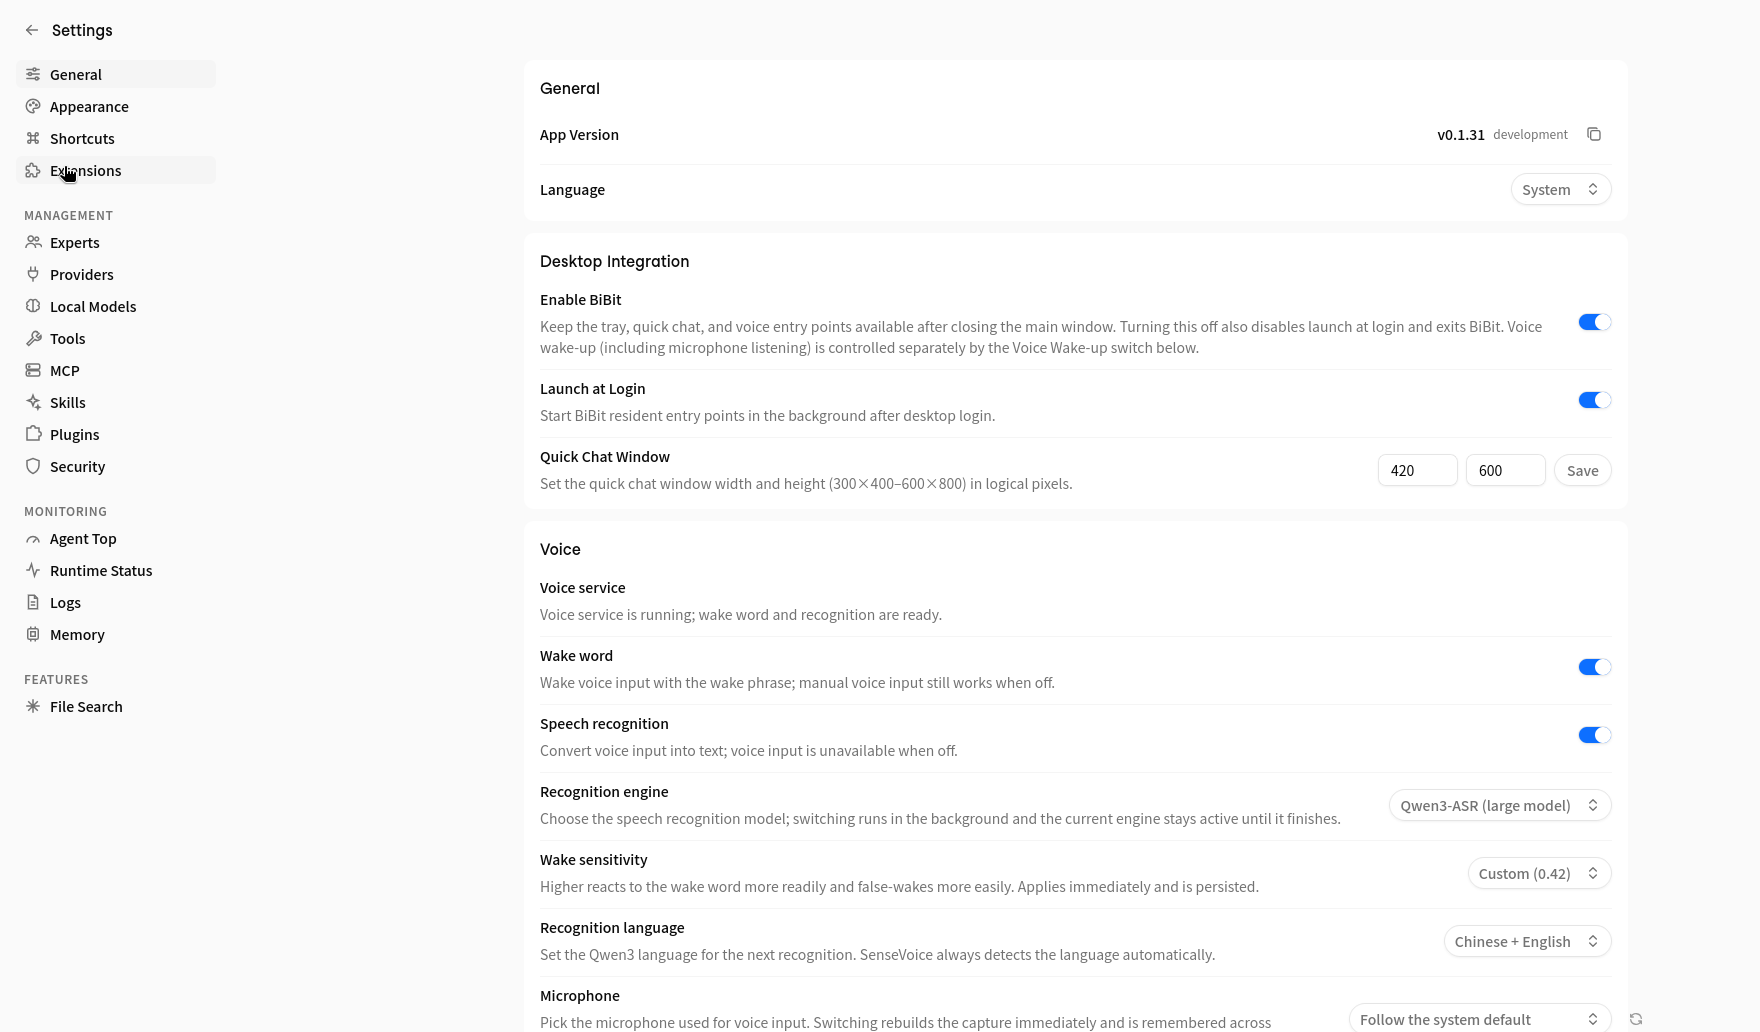 Settings
General
Appearance
Shortcuts
Extensions
MANAGEMENT
Experts
Providers
Local Models
Tools
MCP
Skills
Plugins
Security
MONITORING
Agent Top
Runtime Status
Logs
Memory
FEATURES
File Search
General
App Version
v0.1.31 development
Language
System
Desktop Integration
Enable BiBit
Keep the tray, quick chat, and voice entry points available after closing the main window. Turning this off also disables launch at login and exits BiBit. Voice
wake-up (including microphone listening) is controlled separately by the Voice Wake-up switch below.
Launch at Login
Start BiBit resident entry points in the background after desktop login.
Quick Chat Window
Set the quick chat window width and height (300×400–600×800) in logical pixels.
420 600 Save
Voice
Voice service
Voice service is running; wake word and recognition are ready.
Wake word
Wake voice input with the wake phrase; manual voice input still works when off.
Speech recognition
Convert voice input into text; voice input is unavailable when off.
Recognition engine
Choose the speech recognition model; switching runs in the background and the current engine stays active until it finishes.
Qwen3-ASR (large model)
Wake sensitivity
Higher reacts to the wake word more readily and false-wakes more easily. Applies immediately and is persisted.
Custom (0.42)
Recognition language
Set the Qwen3 language for the next recognition. SenseVoice always detects the language automatically.
Chinese + English
Microphone
Pick the microphone used for voice input. Switching rebuilds the capture immediately and is remembered across
Follow the system default